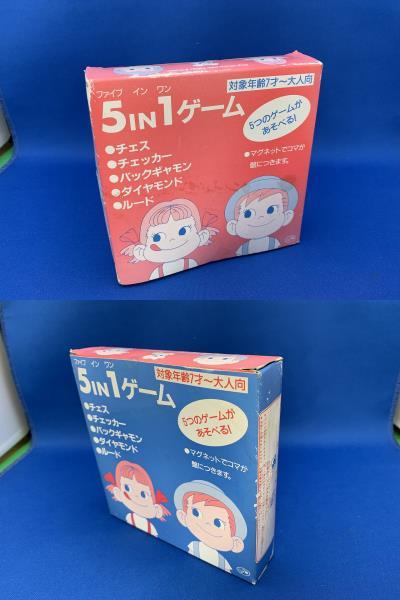 ファイブ イン ワン
5 IN 1 ゲーム
対象年齢7才～大人向
5つのゲームが
あそべる!
●チェス
●チェッカー
●バックギャモン
●ダイヤモンド
●ルード
●マグネットでコマが
盤につきます。
ファイブ イン ワン
5 IN 1 ゲーム
対象年齢7才～大人向
5つのゲームが
あそべる!
●チェス
●チェッカー
●バックギャモン
●ダイヤモンド
●ルード
●マグネットでコマが
盤につきます。